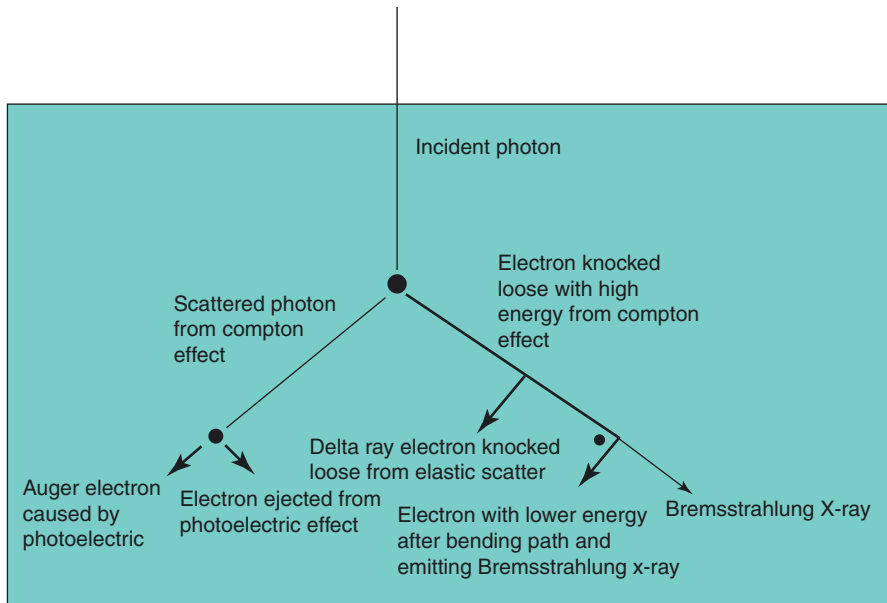 Incident photon
Electron knocked
loose with high
energy from compton
effect
Scattered photon
from compton
effect
Delta ray electron knocked
loose from elastic scatter
Auger electron
caused by
photoelectric
Electron ejected from
photoelectric effect
Electron with lower energy
after bending path and
emitting Bremsstrahlung x-ray
Bremsstrahlung X-ray